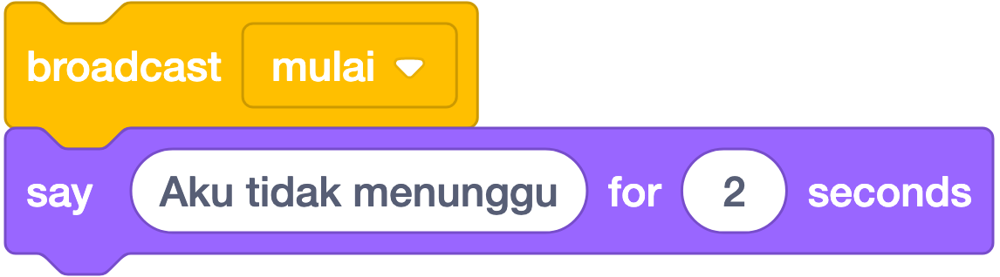 broadcast mulai
say Aku tidak menunggu for 2 seconds